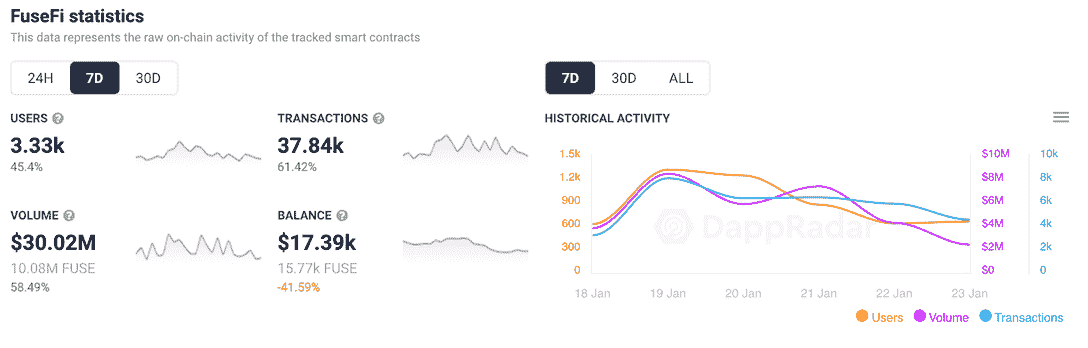 FuseFi statistics
This data represents the raw on-chain activity of the tracked smart contracts
24H 7D 30D
USERS ?
3.33k
45.4%
TRANSACTIONS ?
37.84k
61.42%
VOLUME ?
$30.02M
10.08M FUSE
58.49%
BALANCE ?
$17.39k
15.77k FUSE
-41.59%
7D 30D ALL
HISTORICAL ACTIVITY
1.5k $10M 10k
1.2k $8M 8k
900 $6M 6k
600 $4M 4k
300 $2M 2k
0 $0 0
DappRadar
18 Jan 19 Jan 20 Jan 21 Jan 22 Jan 23 Jan
Users Volume Transactions